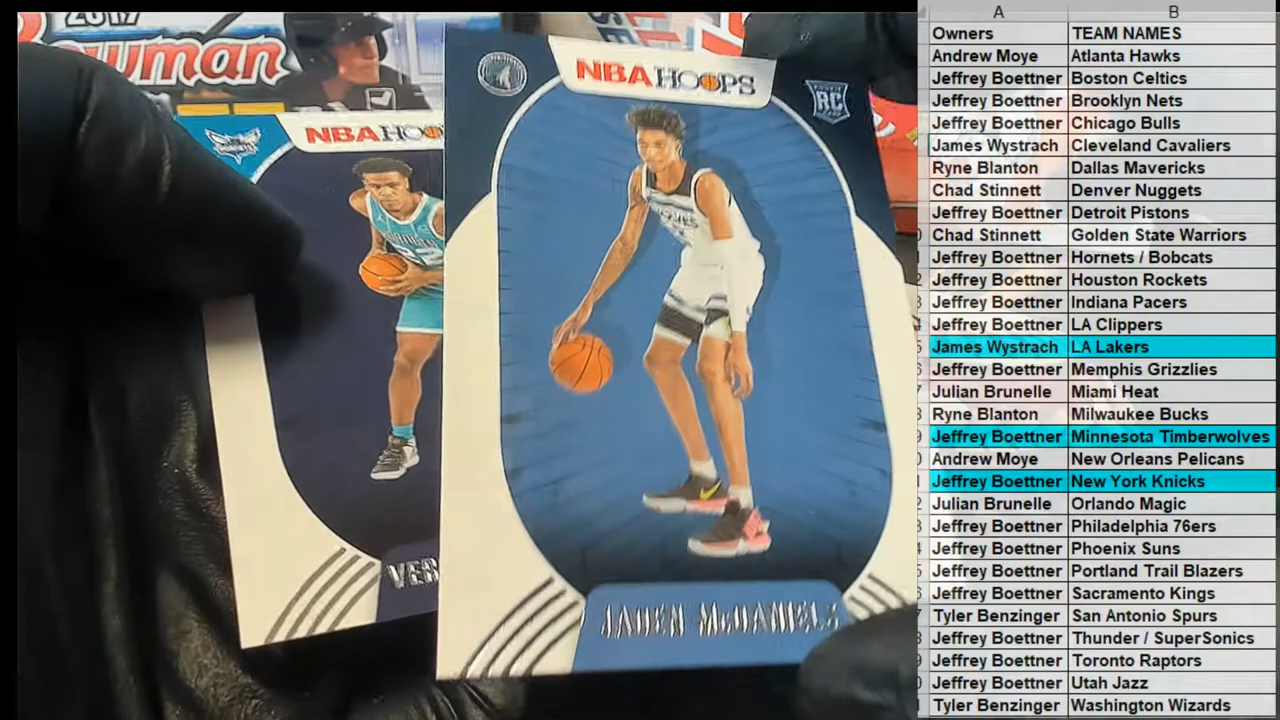 2017
Bowman
NBA HOOPS
RC
HORNETS
NBA HOO
WOLVES
VER
JADEN McDANIELS
A B
Owners TEAM NAMES
Andrew Moye Atlanta Hawks
Jeffrey Boettner Boston Celtics
Jeffrey Boettner Brooklyn Nets
Jeffrey Boettner Chicago Bulls
James Wystrach Cleveland Cavaliers
Ryne Blanton Dallas Mavericks
Chad Stinnett Denver Nuggets
Jeffrey Boettner Detroit Pistons
Chad Stinnett Golden State Warriors
Jeffrey Boettner Hornets / Bobcats
Jeffrey Boettner Houston Rockets
Jeffrey Boettner Indiana Pacers
Jeffrey Boettner LA Clippers
James Wystrach LA Lakers
Jeffrey Boettner Memphis Grizzlies
Julian Brunelle Miami Heat
Ryne Blanton Milwaukee Bucks
Jeffrey Boettner Minnesota Timberwolves
Andrew Moye New Orleans Pelicans
Jeffrey Boettner New York Knicks
Julian Brunelle Orlando Magic
Jeffrey Boettner Philadelphia 76ers
Jeffrey Boettner Phoenix Suns
Jeffrey Boettner Portland Trail Blazers
Jeffrey Boettner Sacramento Kings
Tyler Benzinger San Antonio Spurs
Jeffrey Boettner Thunder / SuperSonics
Jeffrey Boettner Toronto Raptors
Jeffrey Boettner Utah Jazz
Tyler Benzinger Washington Wizards